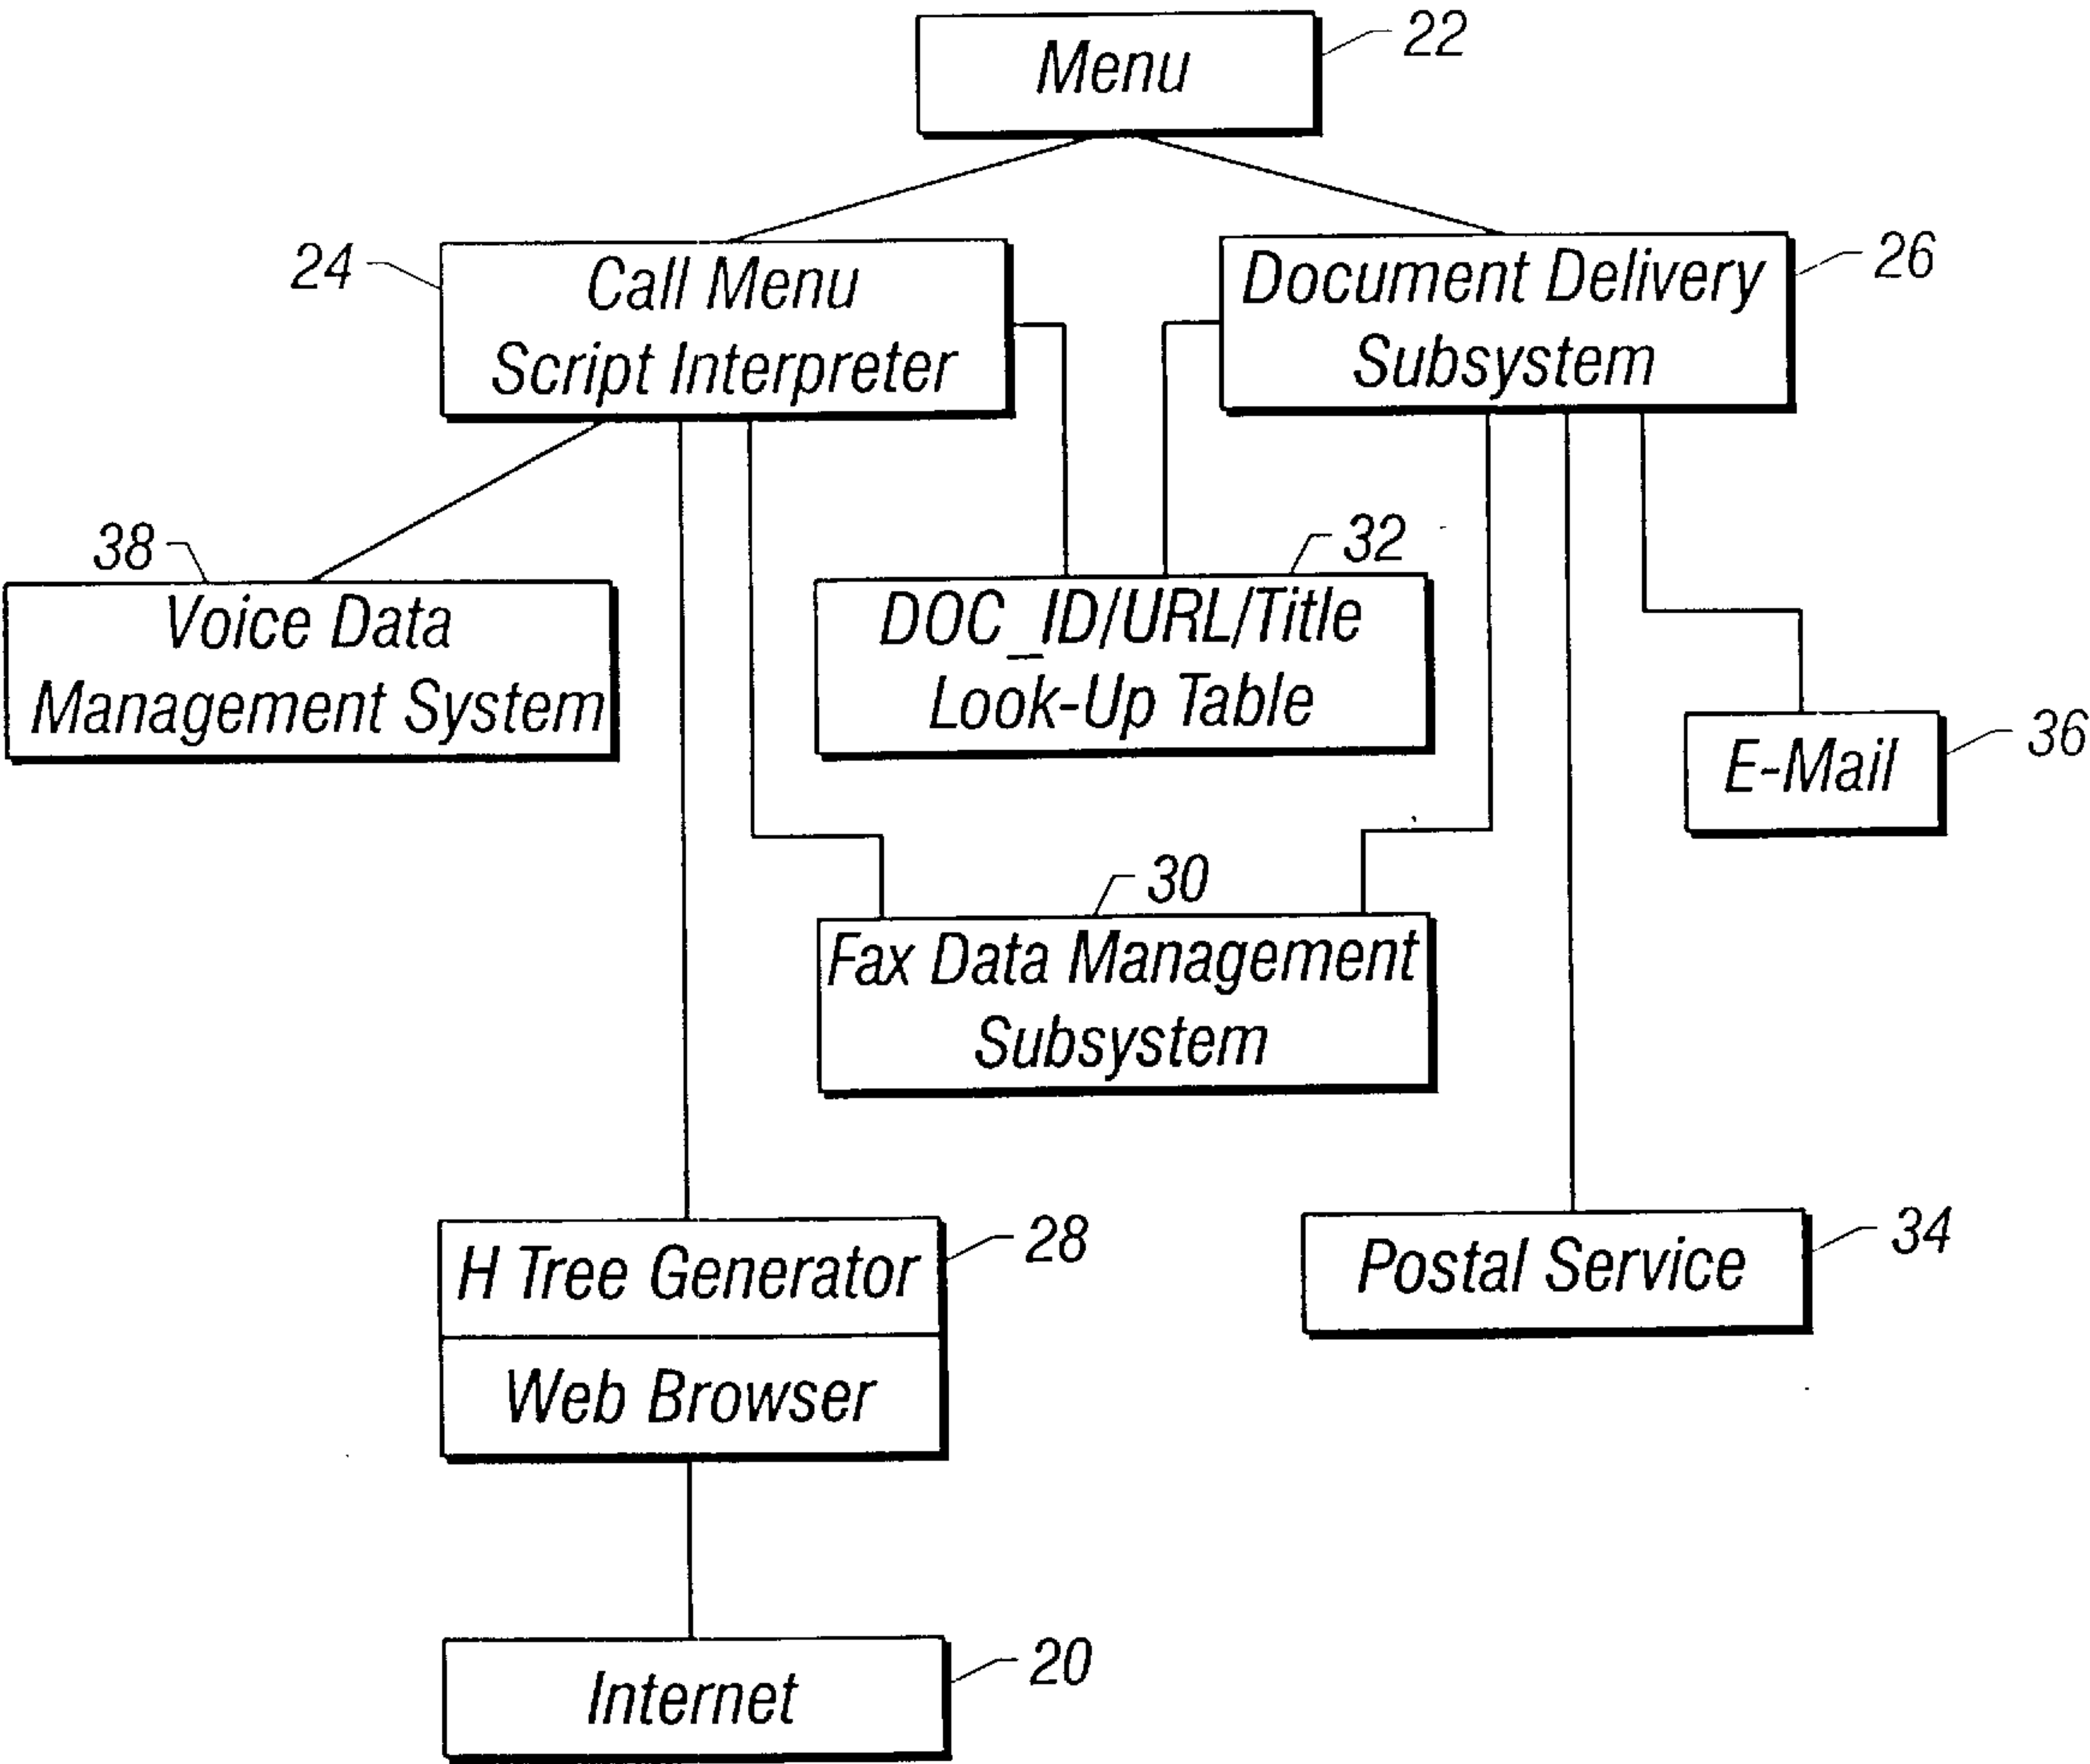 Menu
22
24
Call Menu
Script Interpreter
Document Delivery
Subsystem
26
38
Voice Data
Management System
32
DOC_ID/URL/Title
Look-Up Table
E-Mail
36
30
Fax Data Management
Subsystem
H Tree Generator
28
Web Browser
Postal Service
34
Internet
20